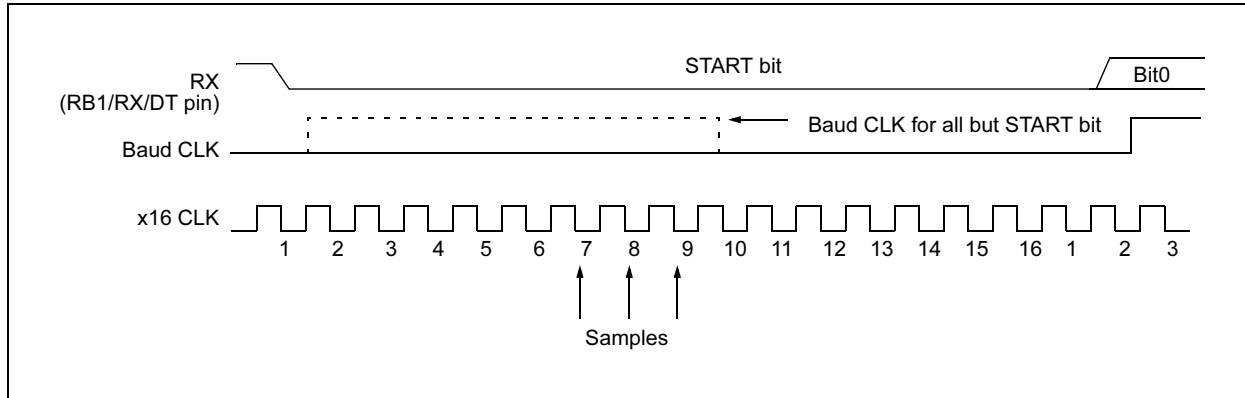 START bit
RX
(RB1/RX/DT pin)
Bit0
Baud CLK for all but START bit
Baud CLK
x16 CLK
1 2 3 4 5 6 7 8 9 10 11 12 13 14 15 16 1 2 3
Samples